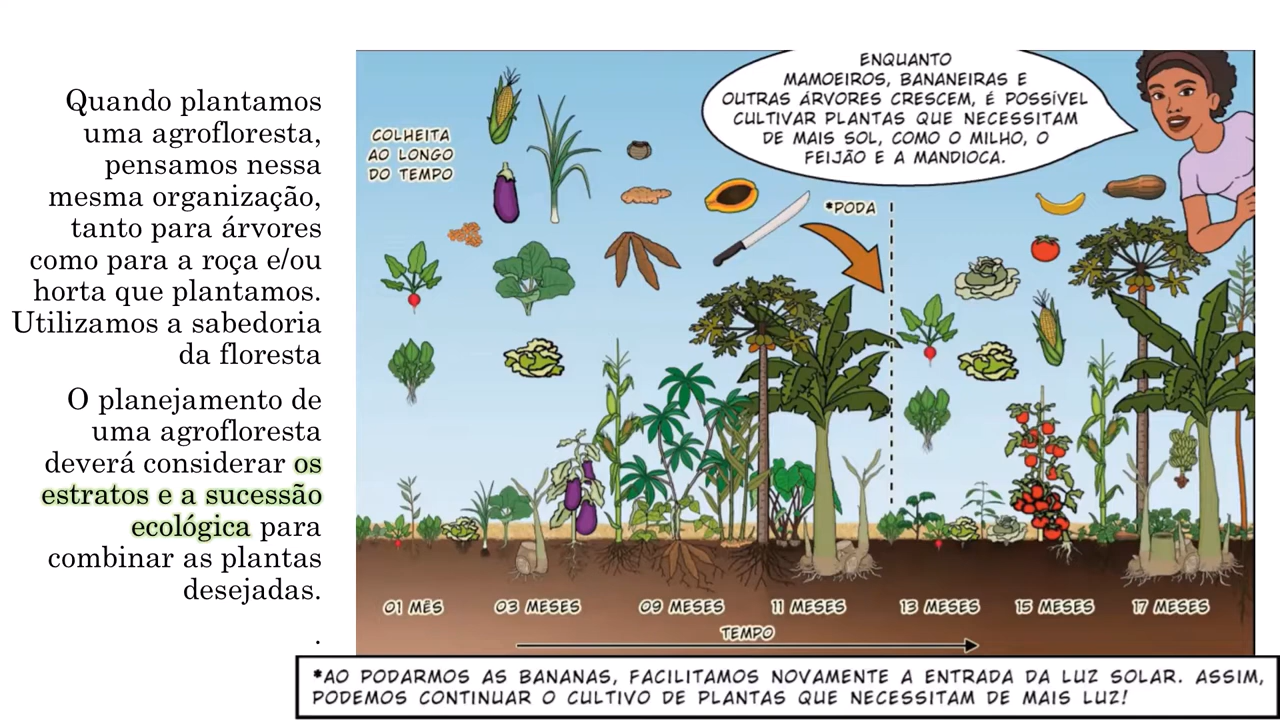 Quando plantamos
uma agrofloresta,
pensamos nessa
mesma organização,
tanto para árvores
como para a roça e/ou
horta que plantamos.
Utilizamos a sabedoria
da floresta
O planejamento de
uma agrofloresta
deverá considerar os
estratos e a sucessão
ecológica para
combinar as plantas
desejadas.
.
COLHEITA
AO LONGO
DO TEMPO
ENQUANTO
MAMOEIROS, BANANEIRAS E
OUTRAS ÁRVORES CRESCEM, É POSSÍVEL
CULTIVAR PLANTAS QUE NECESSITAM
DE MAIS SOL, COMO O MILHO, O
FEIJÃO E A MANDIOCA.
*PODA
01 MÊS 03 MESES 09 MESES 11 MESES 13 MESES 15 MESES 17 MESES
TEMPO
*AO PODARMOS AS BANANAS, FACILITAMOS NOVAMENTE A ENTRADA DA LUZ SOLAR. ASSIM,
PODEMOS CONTINUAR O CULTIVO DE PLANTAS QUE NECESSITAM DE MAIS LUZ!